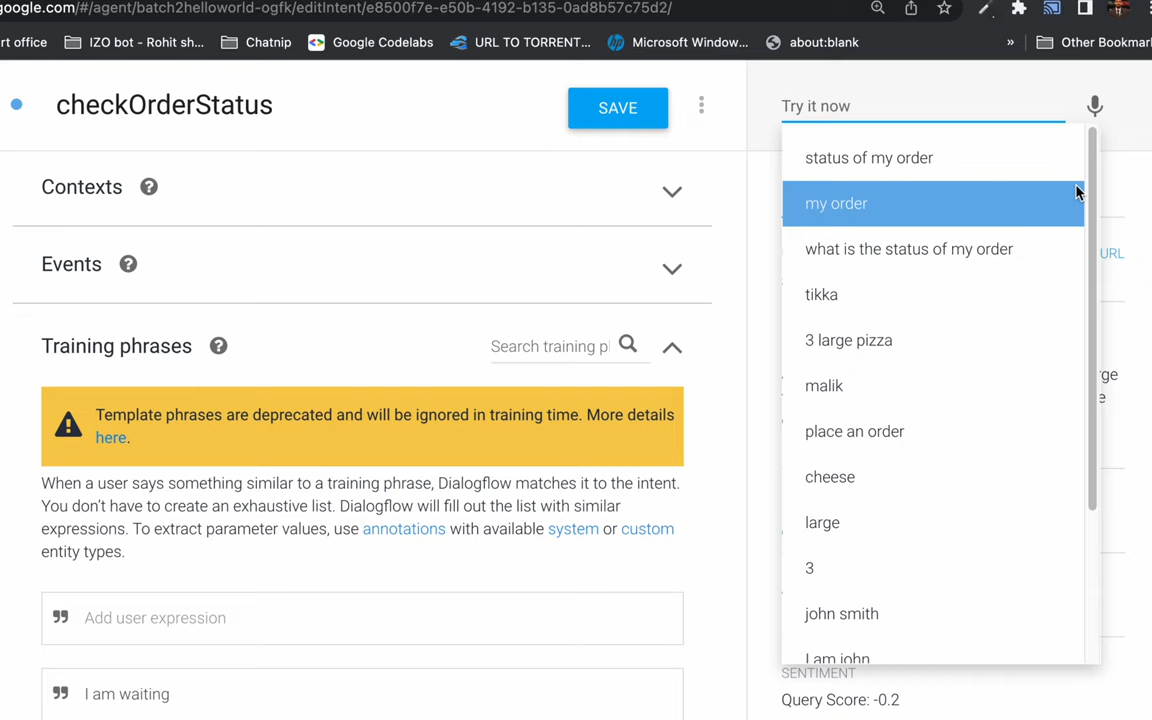 google.com/#/agent/batch2helloworld-ogfk/editIntent/e8500f7e-e50b-4192-b135-0ad8b57c75d2/
rt office
IZO bot - Rohit sh...
Chatnip
Google Codelabs
URL TO TORRENT...
Microsoft Window...
about:blank
»
Other Bookmar
checkOrderStatus
SAVE
Try it now
Contexts
Events
Training phrases
Search training p
Template phrases are deprecated and will be ignored in training time. More details
here.
When a user says something similar to a training phrase, Dialogflow matches it to the intent.
You don't have to create an exhaustive list. Dialogflow will fill out the list with similar
expressions. To extract parameter values, use annotations with available system or custom
entity types.
Add user expression
I am waiting
status of my order
my order
what is the status of my order
tikka
3 large pizza
malik
place an order
cheese
large
3
john smith
I am john
URL
SENTIMENT
Query Score: -0.2